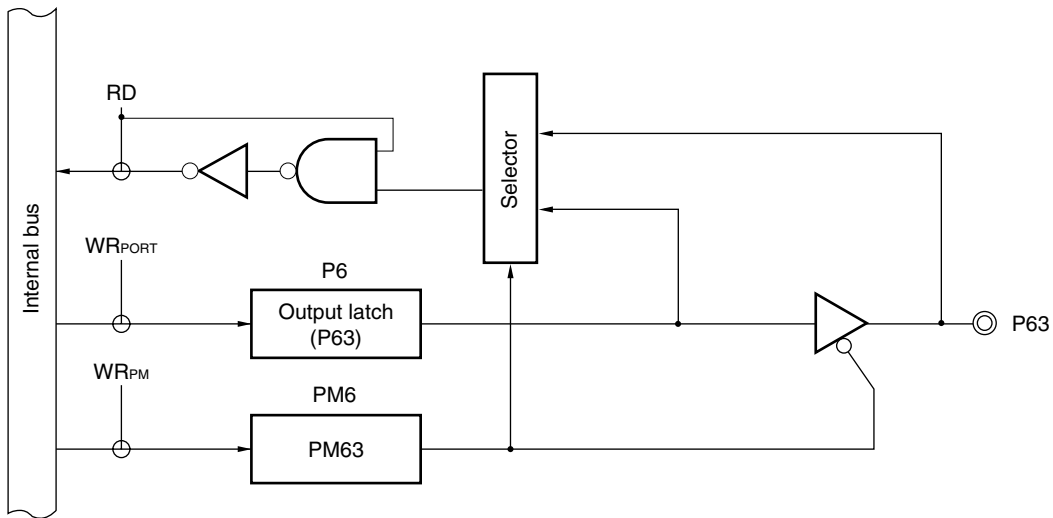 RD
Selector
Internal bus
WRPORT
P6
Output latch
(P63)
P63
WRPM
PM6
PM63